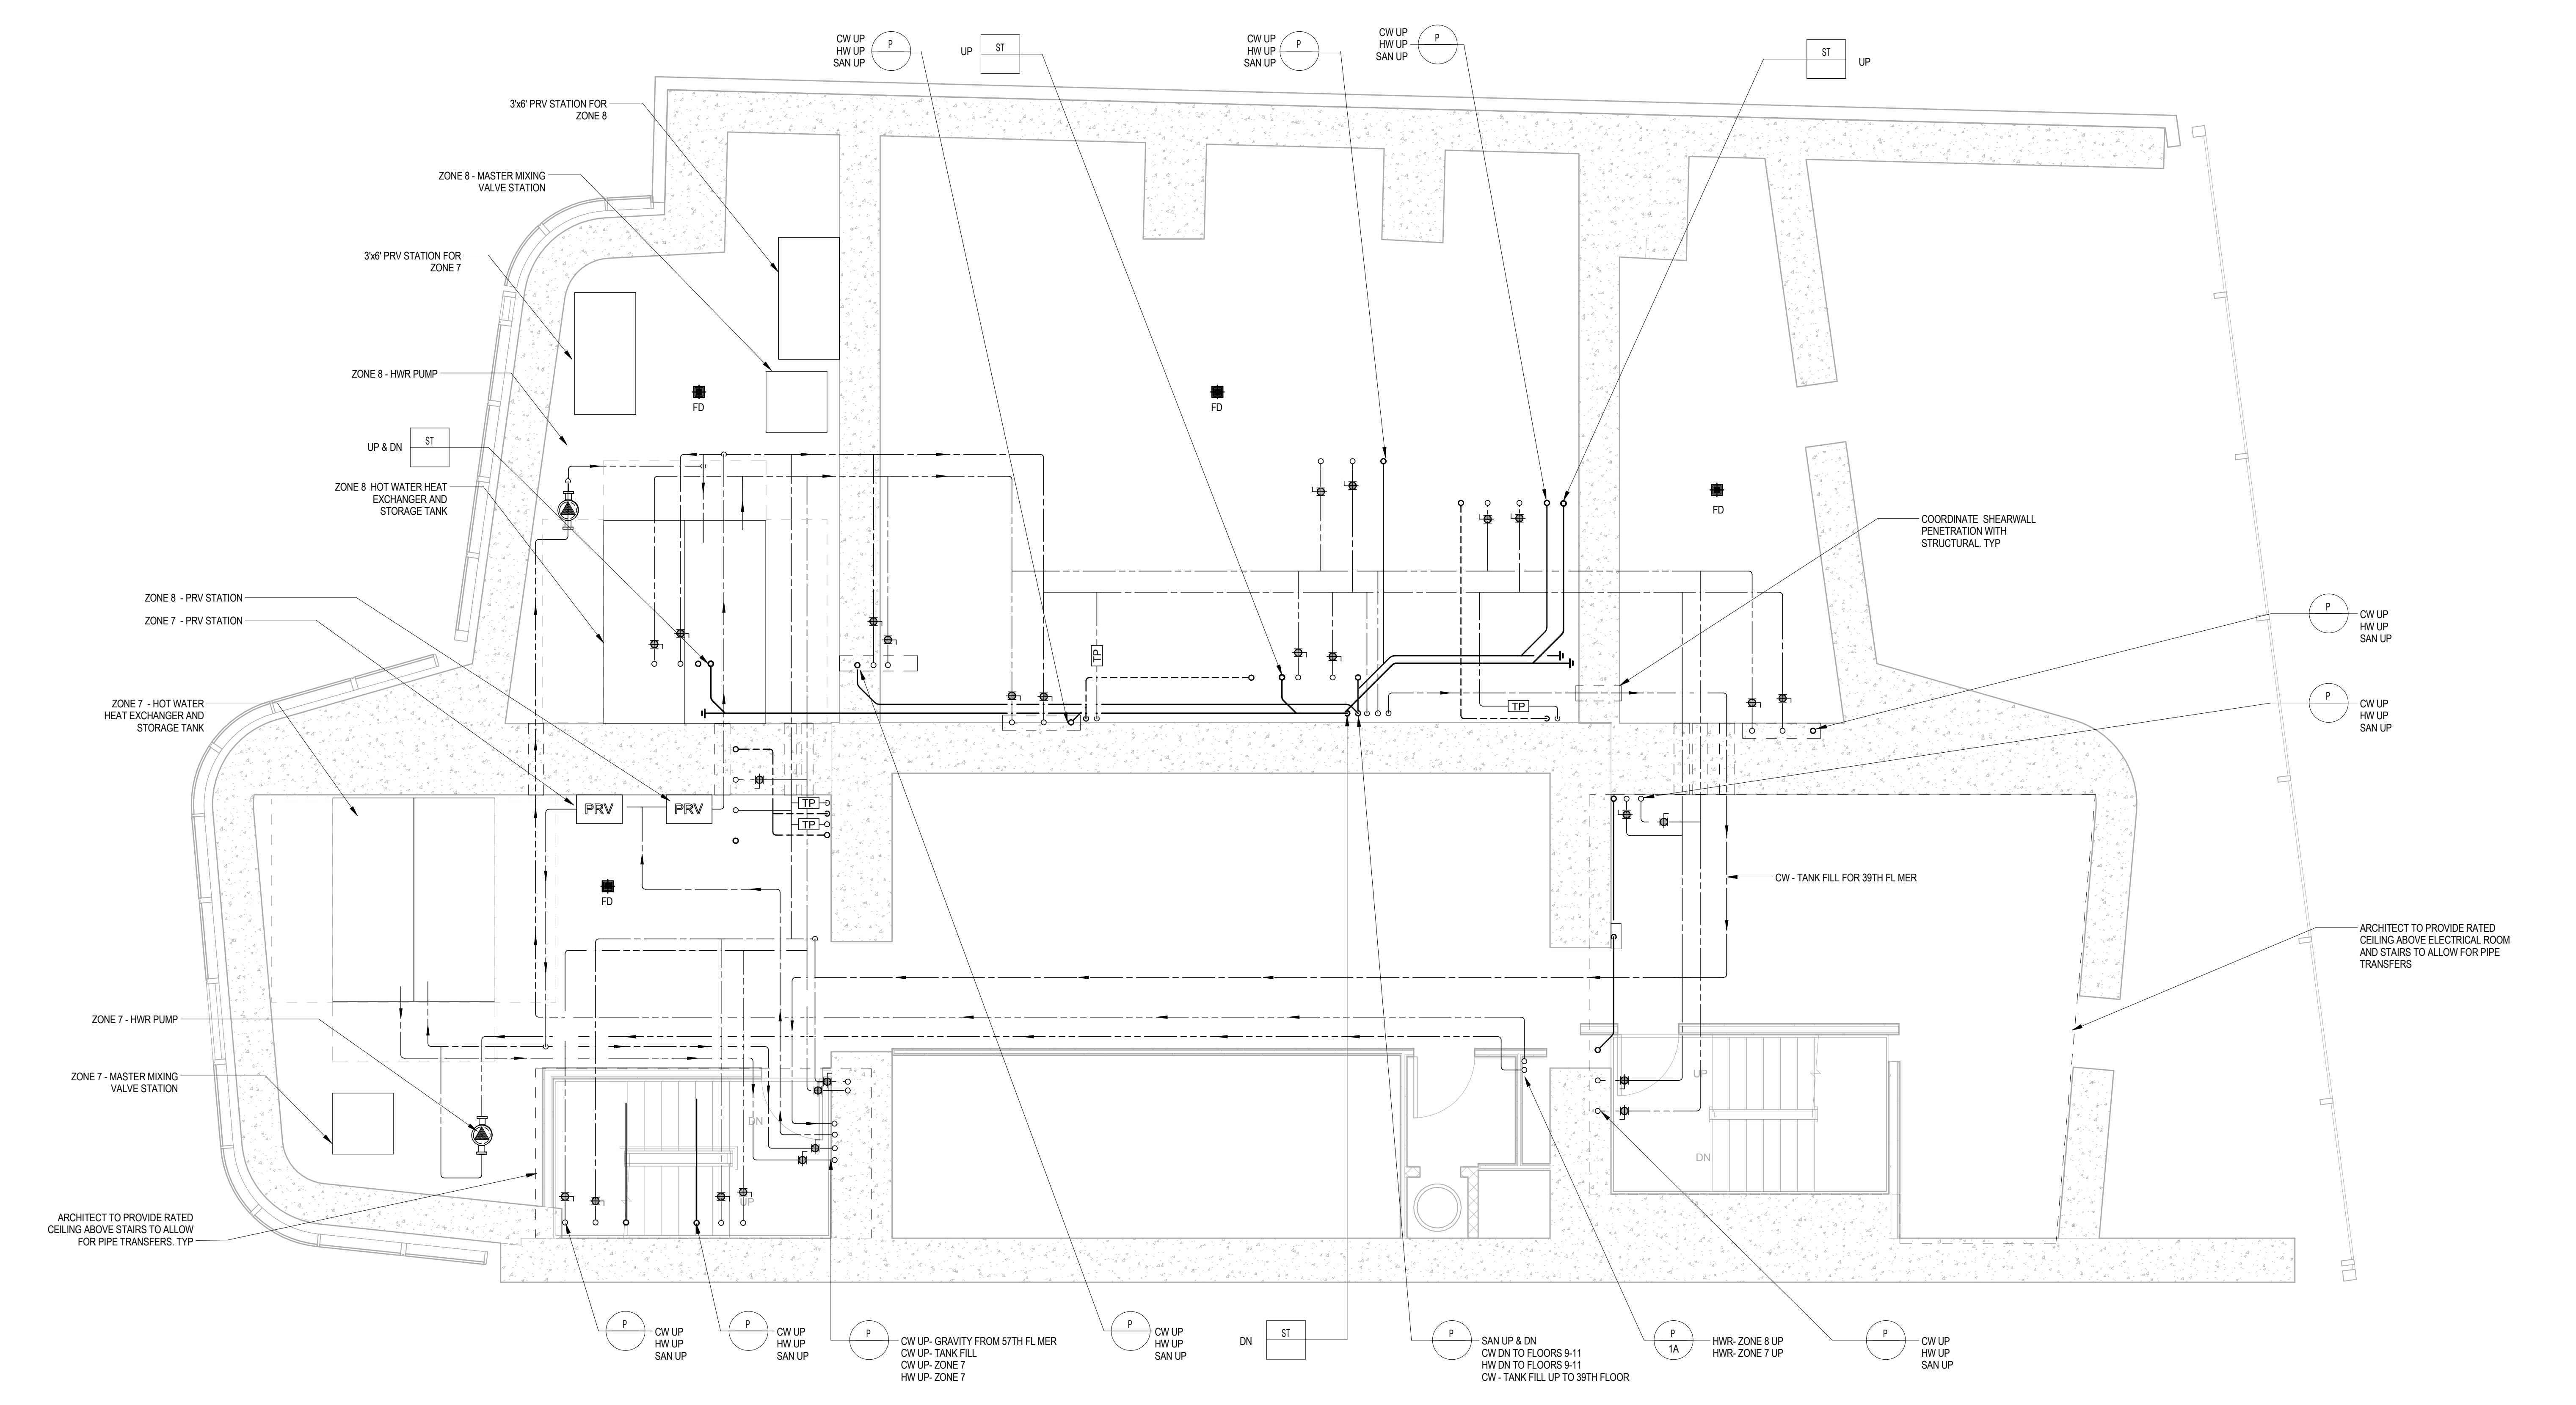 CW UP
HW UP
SAN UP
P
UP
ST
CW UP
HW UP
SAN UP
P
CW UP
HW UP
SAN UP
P
ST
UP
3'x6' PRV STATION FOR
ZONE 8
ZONE 8 - MASTER MIXING
VALVE STATION
3'x6' PRV STATION FOR
ZONE 7
ZONE 8 - HWR PUMP
FD
FD
UP & DN
ST
ZONE 8 HOT WATER HEAT
EXCHANGER AND
STORAGE TANK
FD
COORDINATE SHEARWALL
PENETRATION WITH
STRUCTURAL. TYP
ZONE 8 - PRV STATION
ZONE 7 - PRV STATION
P
CW UP
HW UP
SAN UP
TP
TP
ZONE 7 - HOT WATER
HEAT EXCHANGER AND
STORAGE TANK
P
CW UP
HW UP
SAN UP
PRV
PRV
TP
TP
FD
CW - TANK FILL FOR 39TH FL MER
ARCHITECT TO PROVIDE RATED
CEILING ABOVE ELECTRICAL ROOM
AND STAIRS TO ALLOW FOR PIPE
TRANSFERS
ZONE 7 - HWR PUMP
ZONE 7 - MASTER MIXING
VALVE STATION
UP
DN
DN
UP
ARCHITECT TO PROVIDE RATED
CEILING ABOVE STAIRS TO ALLOW
FOR PIPE TRANSFERS. TYP
P
CW UP
HW UP
SAN UP
P
CW UP
HW UP
SAN UP
P
CW UP- GRAVITY FROM 57TH FL MER
CW UP- TANK FILL
CW UP- ZONE 7
HW UP- ZONE 7
P
CW UP
HW UP
SAN UP
DN
ST
P
SAN UP & DN
CW DN TO FLOORS 9-11
HW DN TO FLOORS 9-11
CW - TANK FILL UP TO 39TH FLOOR
P
1A
HWR- ZONE 8 UP
HWR- ZONE 7 UP
P
CW UP
HW UP
SAN UP